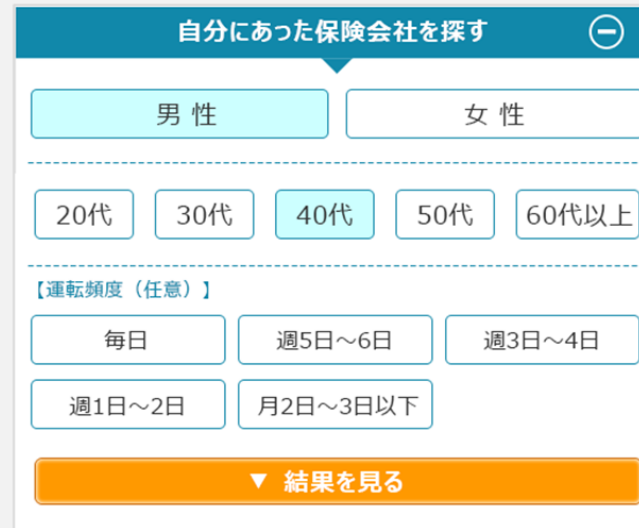 自分にあった保険会社を探す
男性 女性
20代 30代 40代 50代 60代以上
【運転頻度（任意）】
毎日 週5日～6日 週3日～4日
週1日～2日 月2日～3日以下
▼ 結果を見る